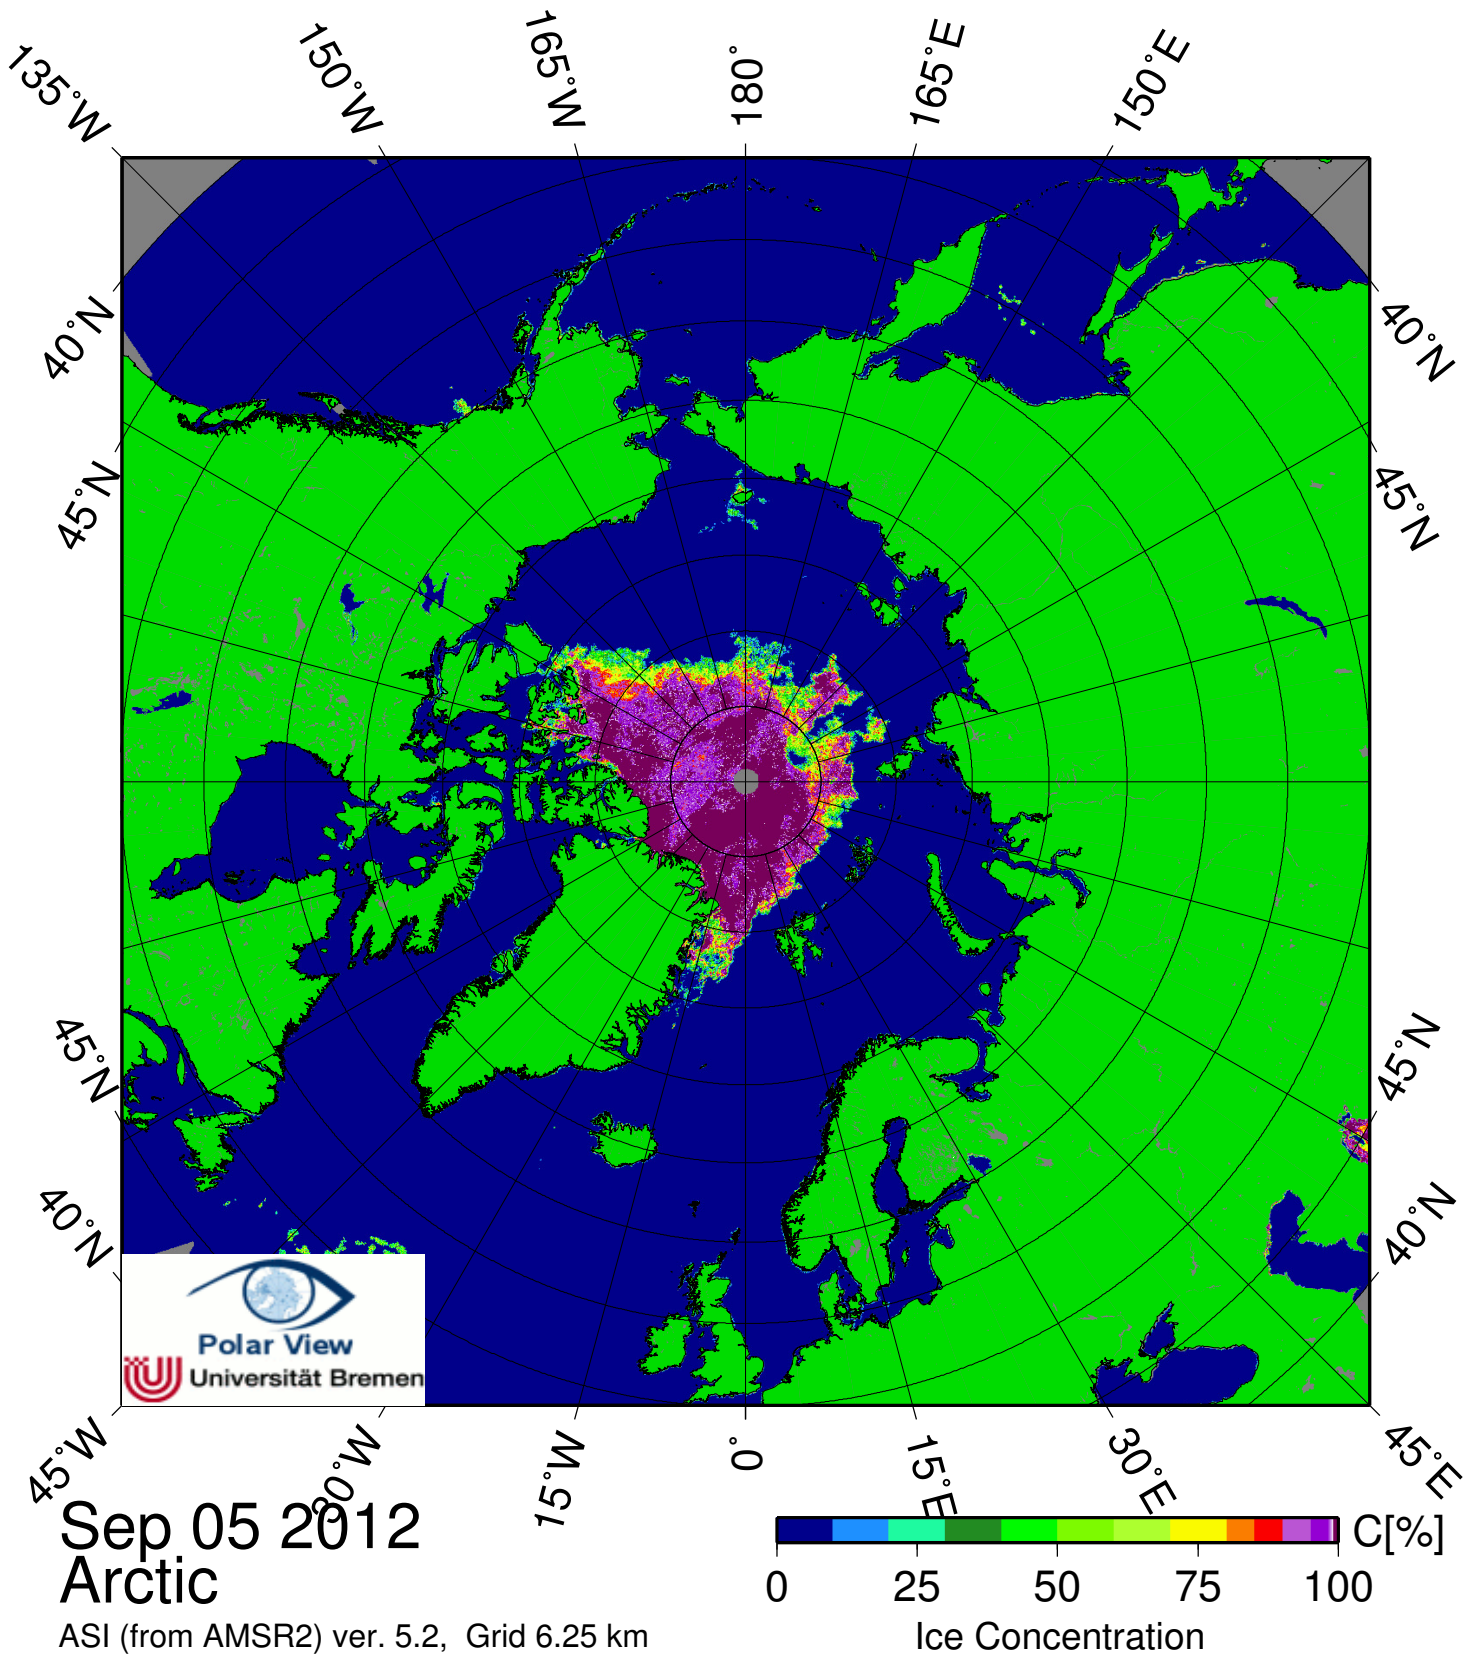 135°W
150°W
165°W
180°
165°E
150°E
40°N
40°N
45°N
45°N
45°N
45°N
40°N
40°N
Polar View
Universität Bremen
45°W
30°W
15°W
0°
15°E
30°E
45°E
Sep 05 2012
Arctic
ASI (from AMSR2) ver. 5.2, Grid 6.25 km
C[%]
0 25 50 75 100
Ice Concentration